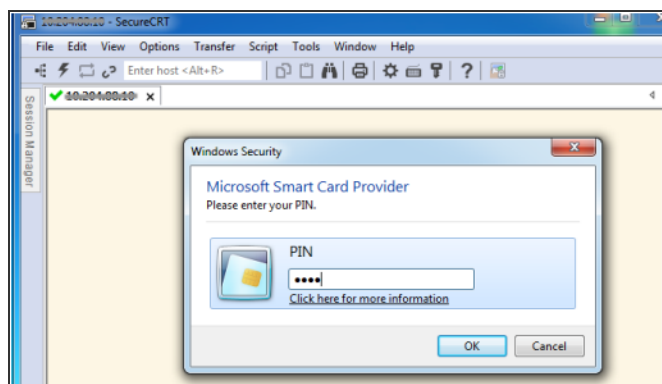 - SecureCRT
File Edit View Options Transfer Script Tools Window Help
Enter host <Alt+R>
Session Manager
Windows Security
Microsoft Smart Card Provider
Please enter your PIN.
PIN
Click here for more information
OK Cancel